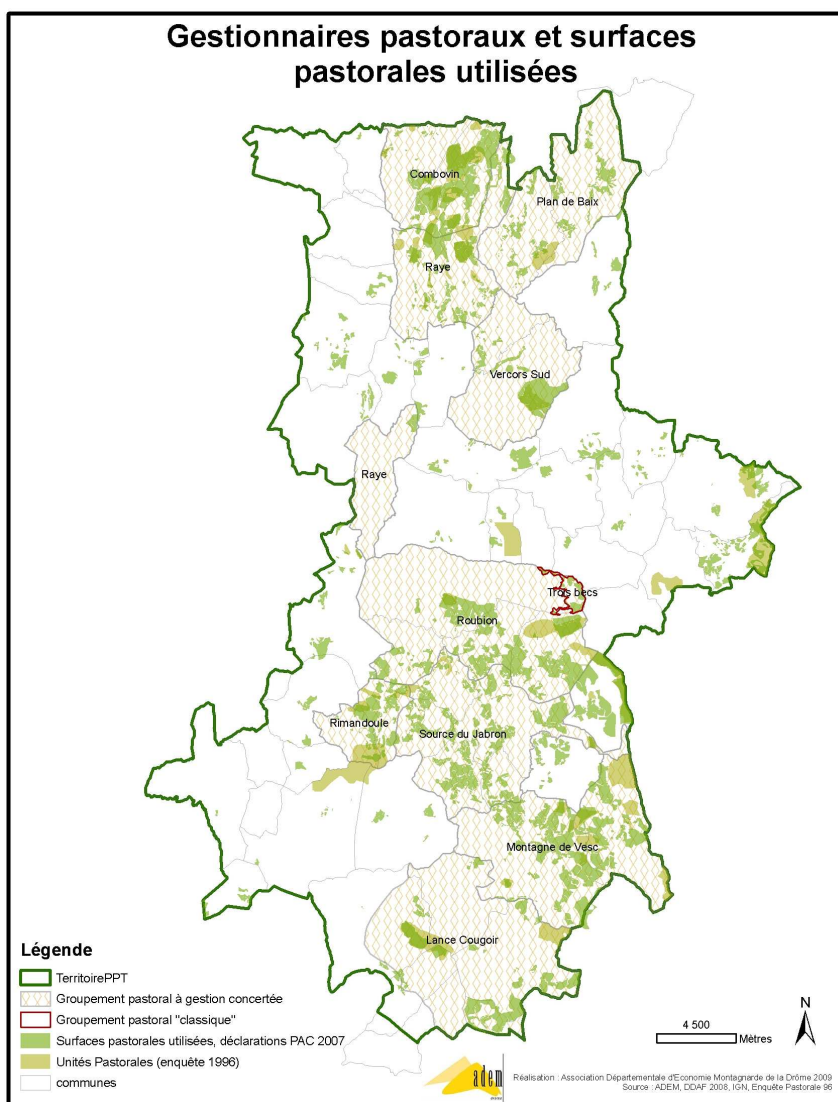 Gestionnaires pastoraux et surfaces
pastorales utilisées
Combovin
Plan de Baix
Raye
Vercors Sud
Raye
Trois becs
Roubion
Rimandoule
Source du Jabron
Montagne de Vesc
Lance Cougoir
Légende
TerritoirePPT
Groupement pastoral à gestion concertée
Groupement pastoral "classique"
Surfaces pastorales utilisées, déclarations PAC 2007
Unités Pastorales (enquête 1996)
communes
N
4 500
Mètres
adem
Réalisation : Association Départementale d'Economie Montagnarde de la Drôme 2009
Source : ADEM, DDAF 2008, IGN, Enquête Pastorale 96